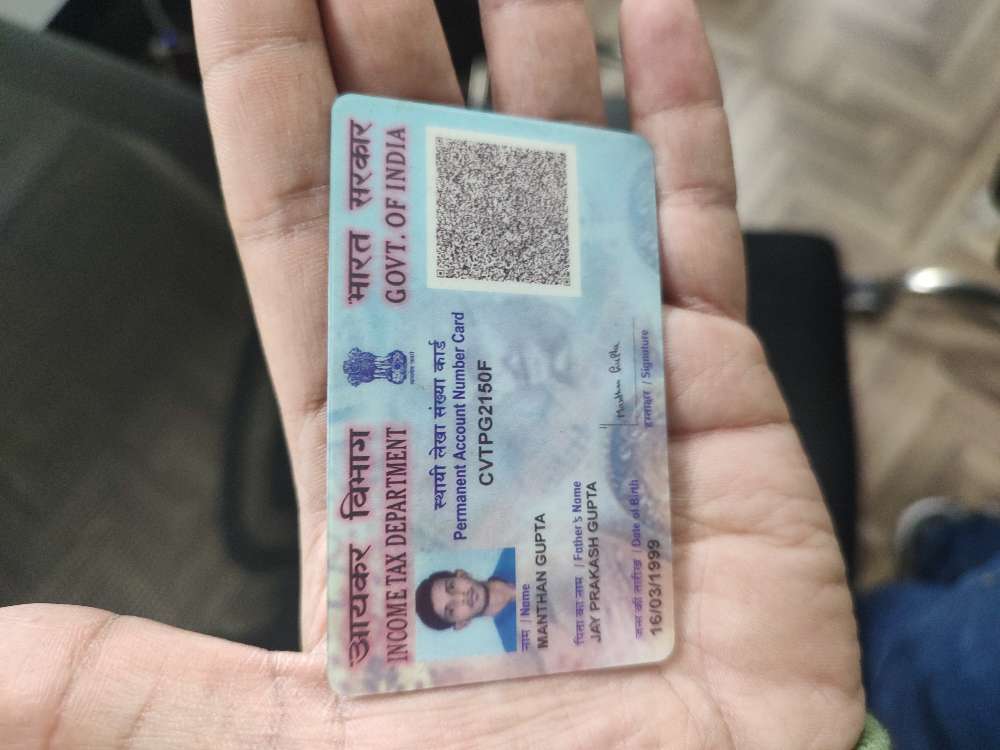 आयकर विभाग
INCOME TAX DEPARTMENT
भारत सरकार
GOVT. OF INDIA
स्थायी लेखा संख्या कार्ड
Permanent Account Number Card
CVTPG2150F
नाम / Name
MANTHAN GUPTA
पिता का नाम / Father's Name
JAY PRAKASH GUPTA
जन्म की तारीख / Date of Birth
16/03/1999
Manthan Gupta
हस्ताक्षर / Signature